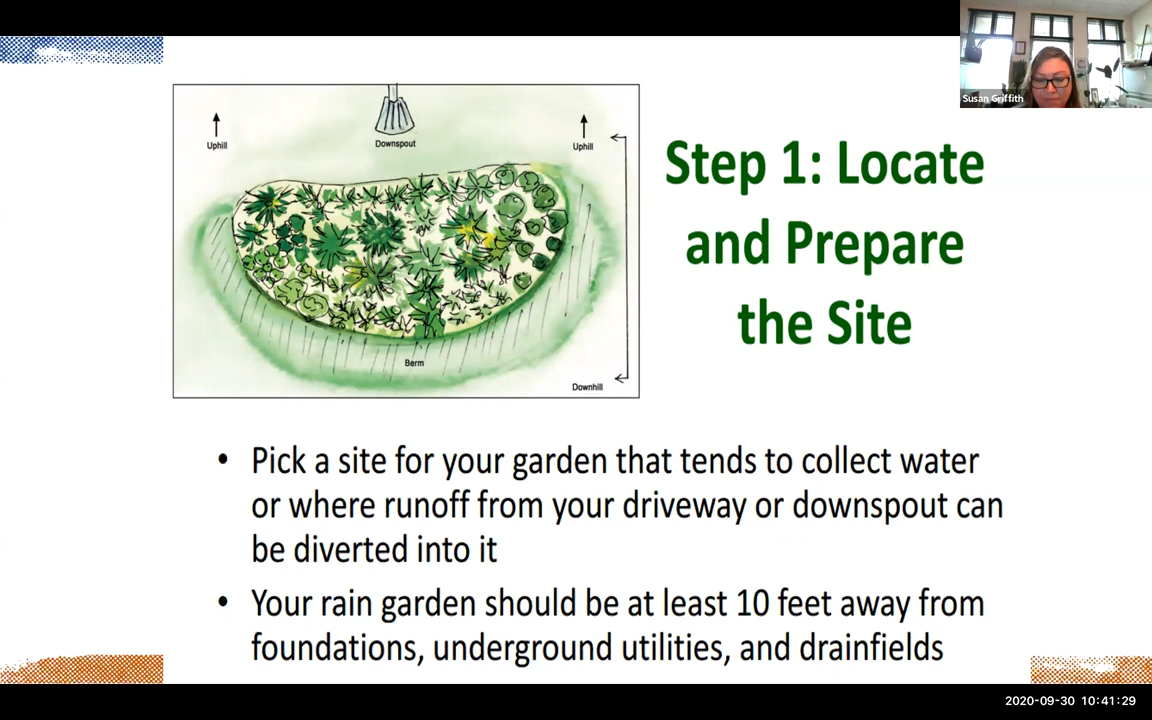 Susan Griffith
Uphill
Downspout
Uphill
Berm
Downhill
Step 1: Locate
and Prepare
the Site
• Pick a site for your garden that tends to collect water
or where runoff from your driveway or downspout can
be diverted into it
• Your rain garden should be at least 10 feet away from
foundations, underground utilities, and drainfields
2020-09-30 10:41:29